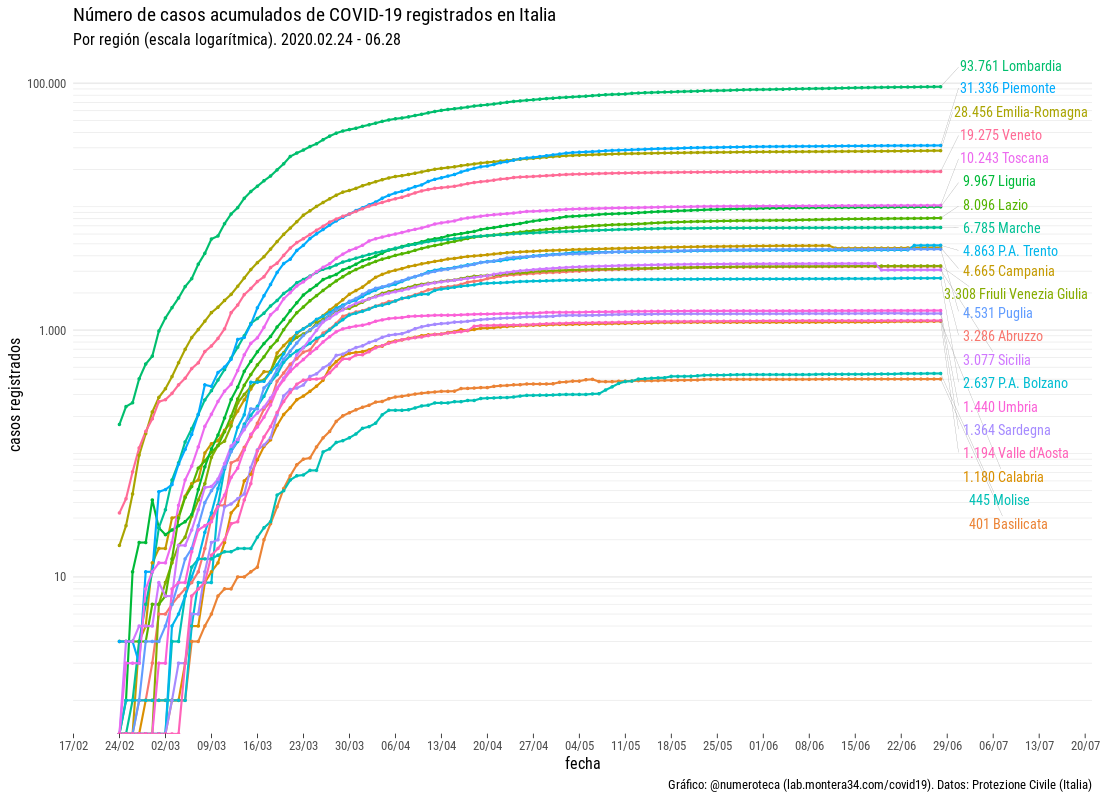 Número de casos acumulados de COVID-19 registrados en Italia
Por región (escala logarítmica). 2020.02.24 - 06.28
casos registrados
100.000
1.000
10
93.761 Lombardia
31.336 Piemonte
28.456 Emilia-Romagna
19.275 Veneto
10.243 Toscana
9.967 Liguria
8.096 Lazio
6.785 Marche
4.863 P.A. Trento
4.665 Campania
3.308 Friuli Venezia Giulia
4.531 Puglia
3.286 Abruzzo
3.077 Sicilia
2.637 P.A. Bolzano
1.440 Umbria
1.364 Sardegna
1.194 Valle d'Aosta
1.180 Calabria
445 Molise
401 Basilicata
17/02 24/02 02/03 09/03 16/03 23/03 30/03 06/04 13/04 20/04 27/04 04/05 11/05 18/05 25/05 01/06 08/06 15/06 22/06 29/06 06/07 13/07 20/07
fecha
Gráfico: @numeroteca (lab.montera34.com/covid19). Datos: Protezione Civile (Italia)